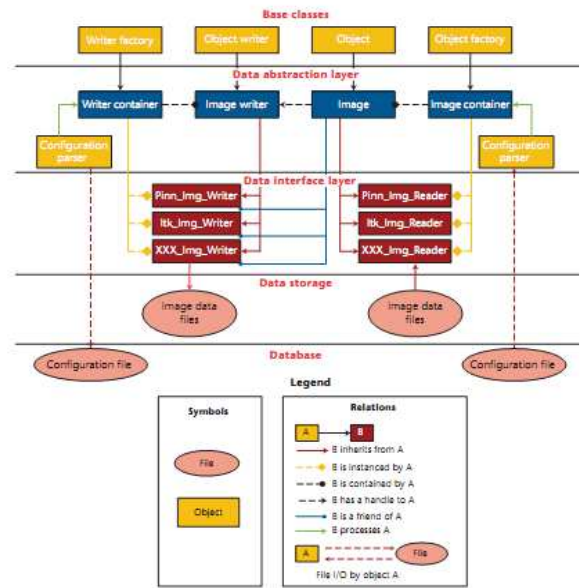 Base classes
Writer factory
Object writer
Object
Object factory
Data abstraction layer
Writer container
Image writer
Image
Image container
Configuration
parser
Configuration
parser
Data interface layer
Pinn_Img_Writer
Pinn_Img_Reader
Itk_Img_Writer
Itk_Img_Reader
XXX_Img_Writer
XXX_Img_Reader
Data storage
Image data
files
Image data
files
Database
Configuration file
Configuration file
Legend
Symbols
Relations
A
B
B inherits from A
B is instanced by A
File
B is contained by A
B has a handle to A
Object
B is a friend of A
B processes A
A
File
File I/O by object A